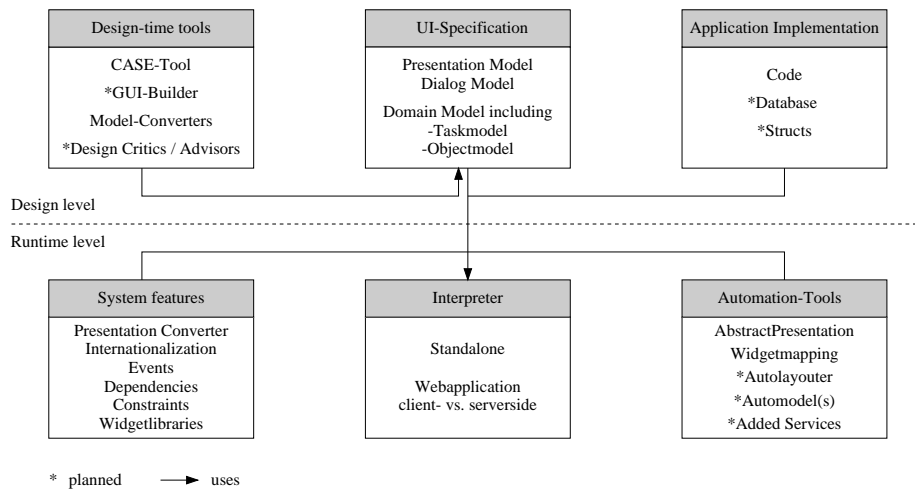 Design-time tools
CASE-Tool
*GUI-Builder
Model-Converters
*Design Critics / Advisors
UI-Specification
Presentation Model
Dialog Model
Domain Model including
-Taskmodel
-Objectmodel
Application Implementation
Code
*Database
*Structs
Design level
Runtime level
System features
Presentation Converter
Internationalization
Events
Dependencies
Constraints
Widgetlibraries
Interpreter
Standalone
Webapplication
client- vs. serverside
Automation-Tools
AbstractPresentation
Widgetmapping
*Autolayouter
*Automodel(s)
*Added Services
* planned
uses